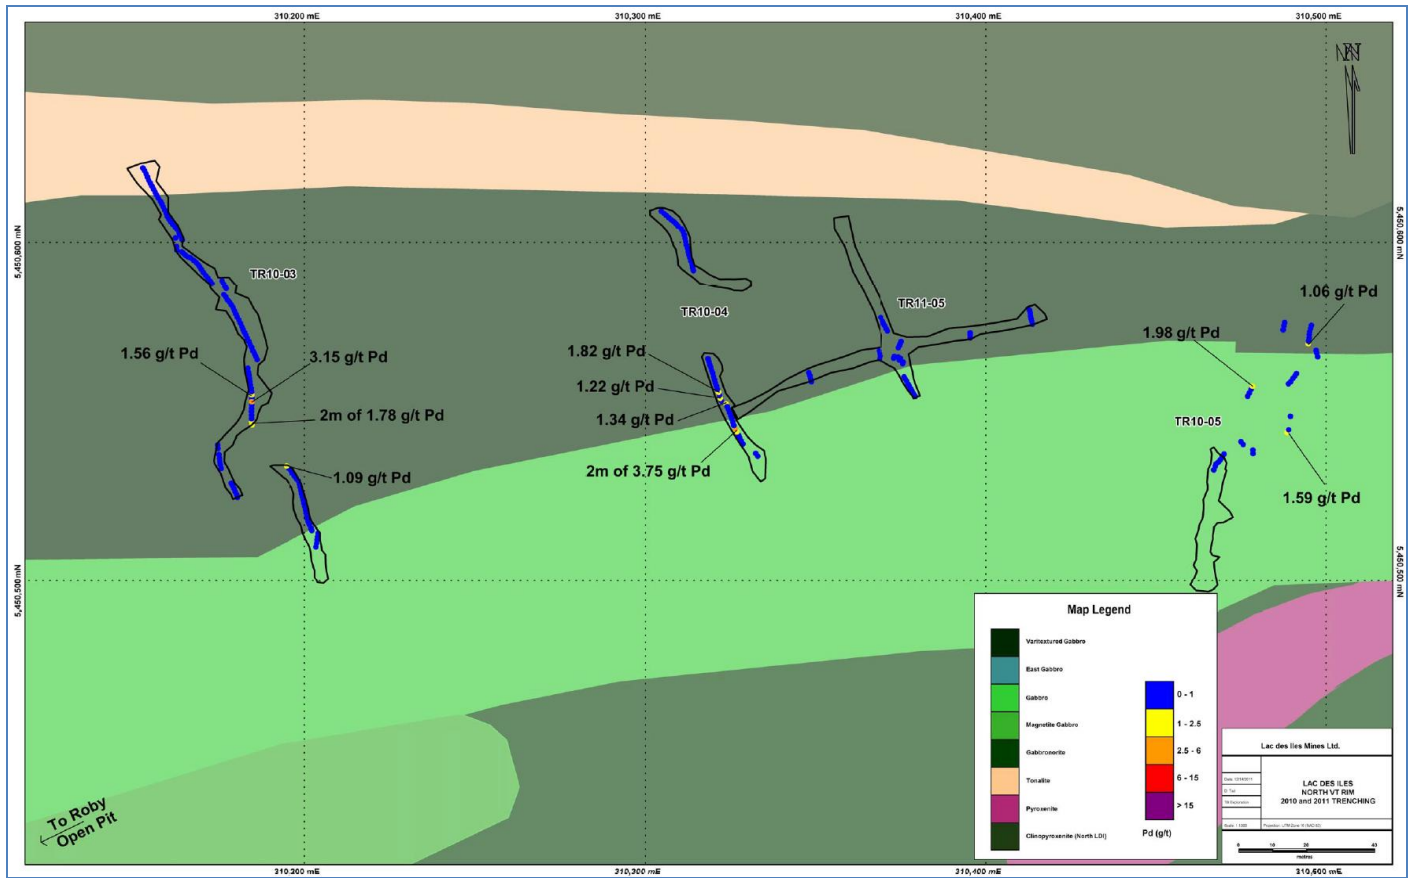 310,200 mE
310,300 mE
310,400 mE
310,500 mE
N
5,450,600 mN
5,450,600 mN
TR10-03
TR11-05
TR10-04
1.06 g/t Pd
1.98 g/t Pd
1.56 g/t Pd
3.15 g/t Pd
1.82 g/t Pd
1.22 g/t Pd
1.34 g/t Pd
2m of 1.78 g/t Pd
TR10-05
2m of 3.75 g/t Pd
1.09 g/t Pd
1.59 g/t Pd
5,450,500 mN
5,450,500 mN
To Roby
Open Pit
Map Legend
Varitextured Gabbro
East Gabbro
Gabbro
Magnetite Gabbro
Gabbronorite
Tonalite
Pyroxenite
Clinopyroxenite (North LDI)
0 - 1
1 - 2.5
2.5 - 6
6 - 15
> 15
Pd (g/t)
Lac des Iles Mines Ltd.
LAC DES ILES
NORTH VT RIM
2010 and 2011 TRENCHING
0 10 20 40
metres
310,200 mE
310,300 mE
310,400 mE
310,500 mE